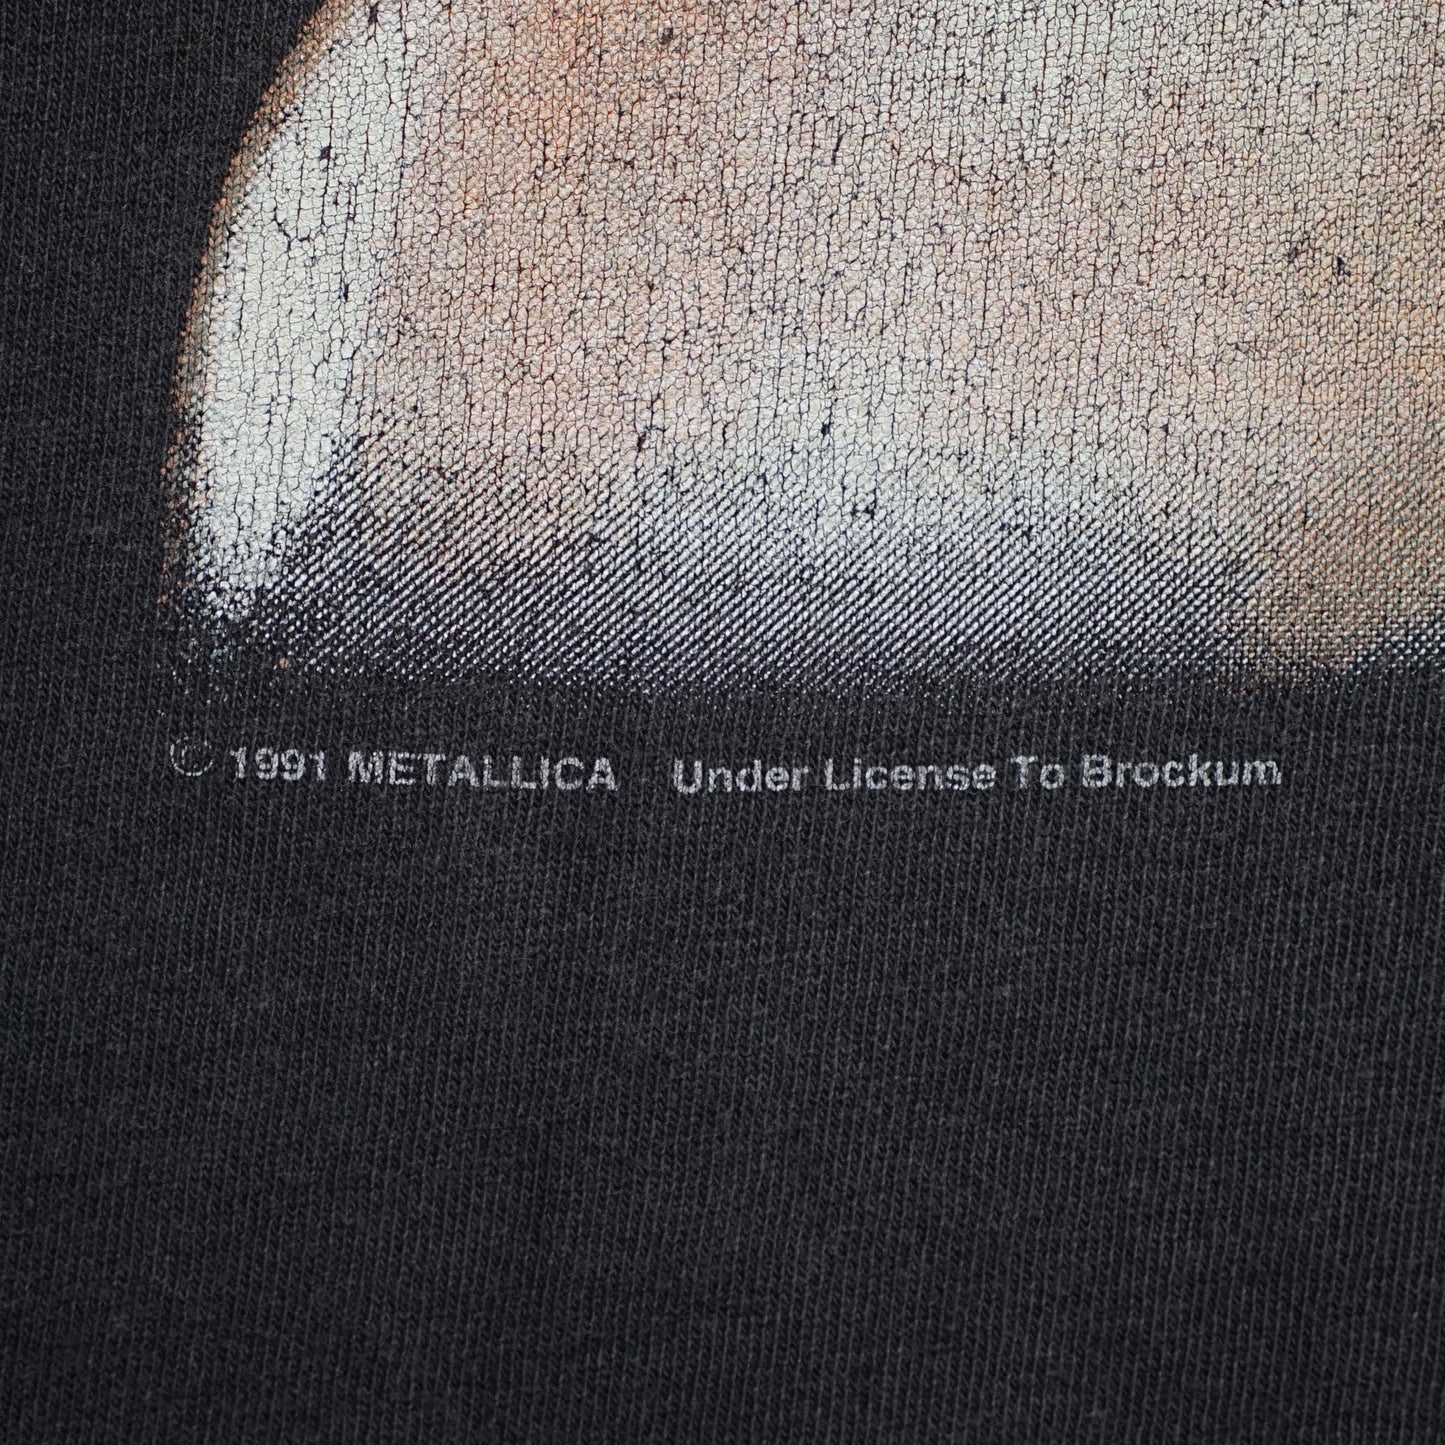 © 1991 METALLICA Under License To Brockum